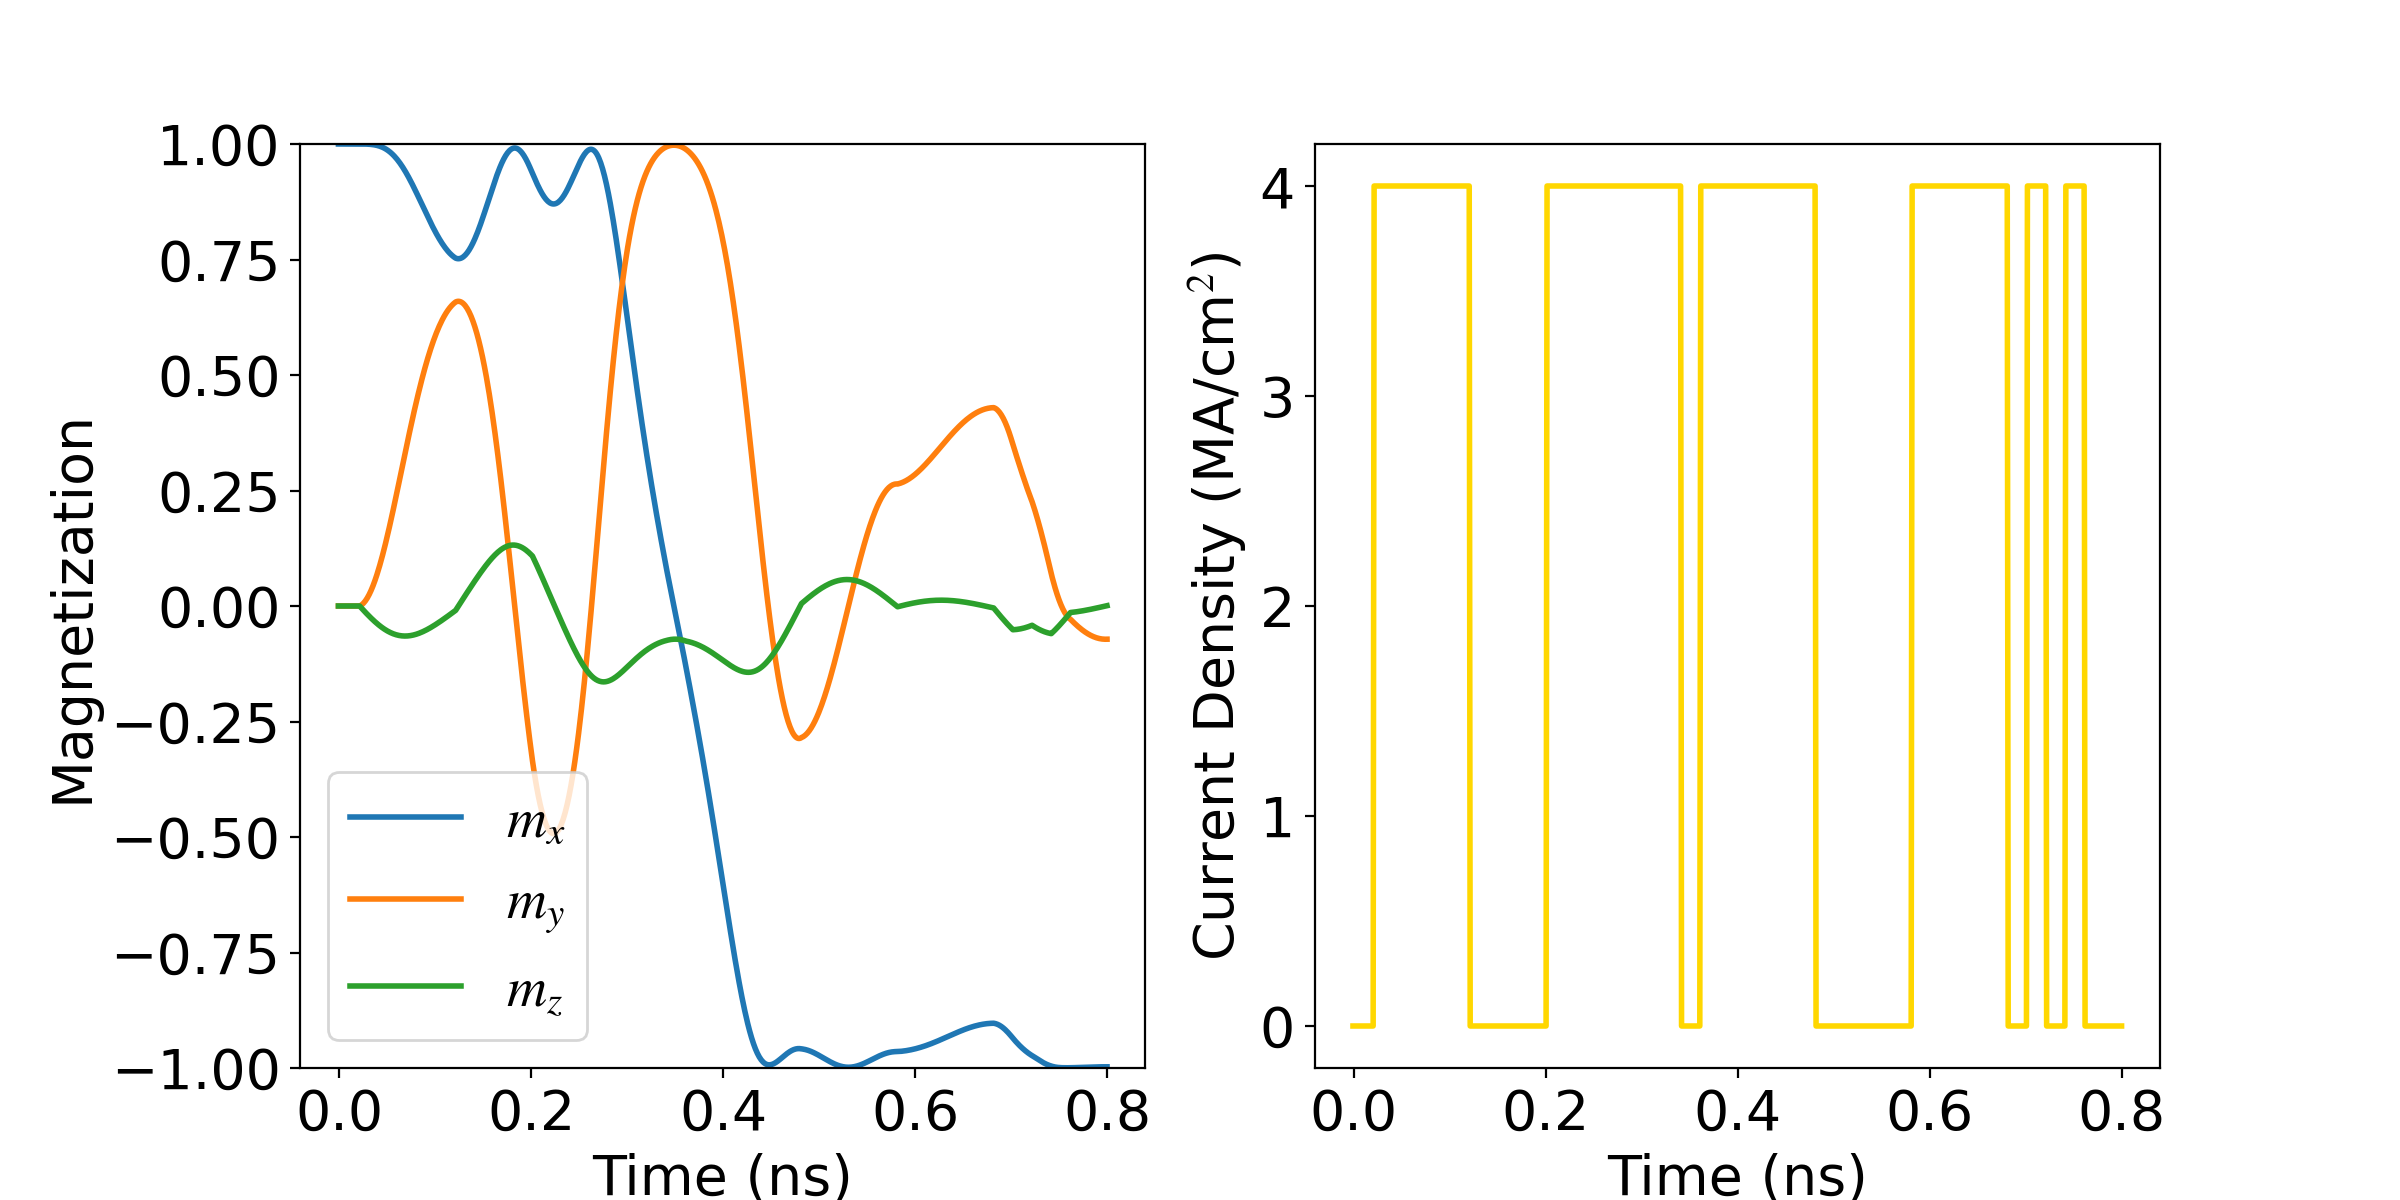 1.00
0.75
0.50
0.25
0.00
−0.25
−0.50
−0.75
−1.00
Magnetization
m_x
m_y
m_z
0.0 0.2 0.4 0.6 0.8
Time (ns)
4
3
2
1
0
Current Density (MA/cm²)
0.0 0.2 0.4 0.6 0.8
Time (ns)